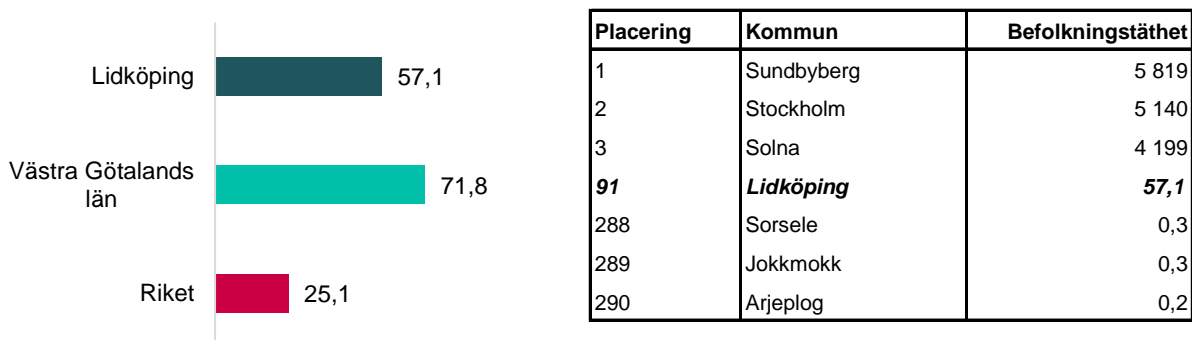 Lidköping 57,1
Västra Götalands
län 71,8
Riket 25,1
Placering Kommun Befolkningstäthet
1 Sundbyberg 5 819
2 Stockholm 5 140
3 Solna 4 199
91 Lidköping 57,1
288 Sorsele 0,3
289 Jokkmokk 0,3
290 Arjeplog 0,2